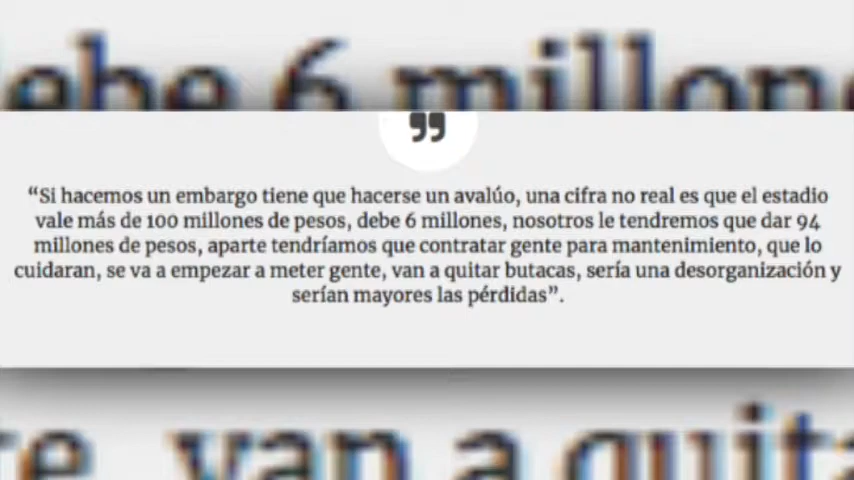 ebe 6 millone
”
“Si hacemos un embargo tiene que hacerse un avalúo, una cifra no real es que el estadio
vale más de 100 millones de pesos, debe 6 millones, nosotros le tendremos que dar 94
millones de pesos, aparte tendríamos que contratar gente para mantenimiento, que lo
cuidaran, se va a empezar a meter gente, van a quitar butacas, sería una desorganización y
serían mayores las pérdidas”.
re, van a quita